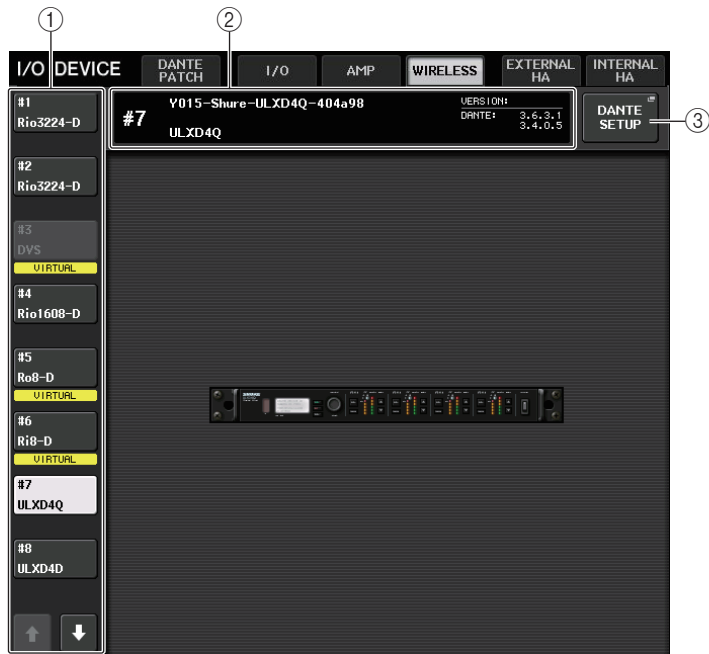 ① ②
I/O DEVICE
DANTE PATCH
I/O
AMP
WIRELESS
EXTERNAL HA
INTERNAL HA
#1
Rio3224-D
#7
Y015-Shure-ULXD4Q-404a98
ULXD4Q
VERSION:
DANTE: 3.6.3.1
3.4.0.5
DANTE SETUP
③
#2
Rio3224-D
#3
DVS
VIRTUAL
#4
Rio1608-D
#5
Ro8-D
VIRTUAL
#6
Ri8-D
VIRTUAL
#7
ULXD4Q
#8
ULXD4D